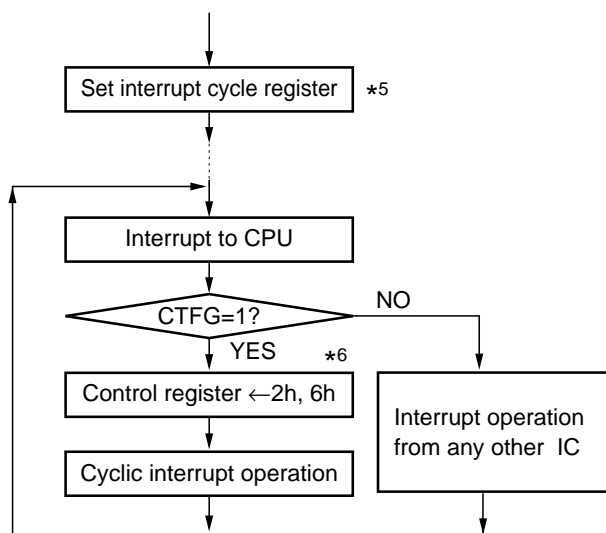 Set interrupt cycle register *5
Interrupt to CPU
CTFG=1?
NO
YES
*6
Control register ←2h, 6h
Interrupt operation
from any other IC
Cyclic interrupt operation